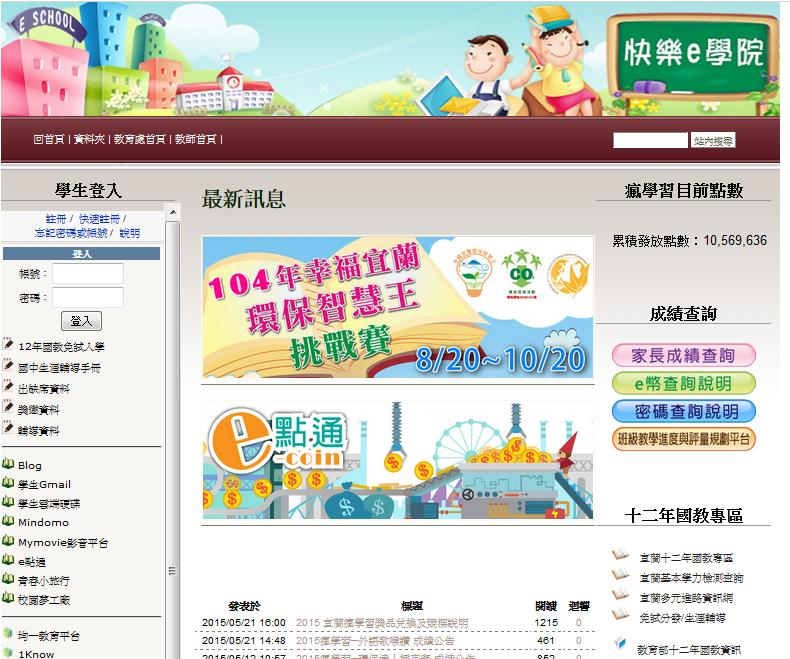 E SCHOOL
快樂e學院
回首頁 | 資料夾 | 教育處首頁 | 教師首頁 |
站內搜尋
學生登入
註冊 / 快速註冊 /
忘記密碼或帳號 / 說明
登入
帳號：
密碼：
登入
12年國教免試入學
國中生涯輔導手冊
出缺席資料
獎懲資料
輔導資料
Blog
學生Gmail
學生雲端硬碟
Mindomo
Mymovie影音平台
e點通
青春小旅行
校園夢工廠
均一教育平台
1Know
最新訊息
104年幸福宜蘭
環保智慧王
挑戰賽
8/20~10/20
CO2
e點通
e-coin
發表於 標題 閱讀 迴響
2015/05/21 16:00 2015 宜蘭瘋學習獎品兌換及競標說明 1215 0
2015/05/21 14:48 2015瘋學習—外語歌喉讚 成績公告 461 0
瘋學習目前點數
累積發放點數：10,569,636
成績查詢
家長成績查詢
e幣查詢說明
密碼查詢說明
班級教學進度與評量規劃平台
十二年國教專區
宜蘭十二年國教專區
宜蘭基本學力檢測查詢
宜蘭多元進路資訊網
免試分發/生涯輔導
教育部十二年國教資訊